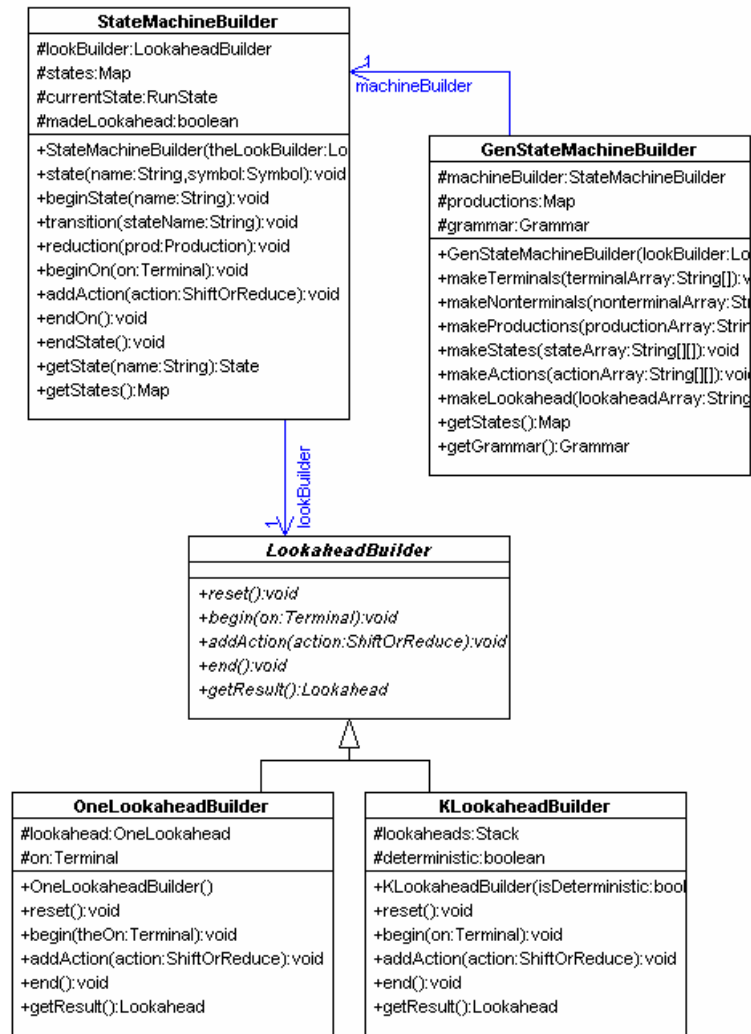 StateMachineBuilder
#lookBuilder:LookaheadBuilder
#states:Map
#currentState:RunState
#madeLookahead:boolean
+StateMachineBuilder(theLookBuilder:Lo
+state(name:String,symbol:Symbol):void
+beginState(name:String):void
+transition(stateName:String):void
+reduction(prod:Production):void
+beginOn(on:Terminal):void
+addAction(action:ShiftOrReduce):void
+endOn():void
+endState():void
+getState(name:String):State
+getStates():Map
1
machineBuilder
GenStateMachineBuilder
#machineBuilder:StateMachineBuilder
#productions:Map
#grammar:Grammar
+GenStateMachineBuilder(lookBuilder:Lo
+makeTerminals(terminalArray:String[]):v
+makeNonterminals(nonterminalArray:Str
+makeProductions(productionArray:Strin
+makeStates(stateArray:String[][]):void
+makeActions(actionArray:String[][]):voi
+makeLookahead(lookaheadArray:String
+getStates():Map
+getGrammar():Grammar
1
lookBuilder
LookaheadBuilder
+reset():void
+begin(on:Terminal):void
+addAction(action:ShiftOrReduce):void
+end():void
+getResult():Lookahead
OneLookaheadBuilder
#lookahead:OneLookahead
#on:Terminal
+OneLookaheadBuilder()
+reset():void
+begin(theOn:Terminal):void
+addAction(action:ShiftOrReduce):void
+end():void
+getResult():Lookahead
KLookaheadBuilder
#lookaheads:Stack
#deterministic:boolean
+KLookaheadBuilder(isDeterministic:bool
+reset():void
+begin(on:Terminal):void
+addAction(action:ShiftOrReduce):void
+end():void
+getResult():Lookahead